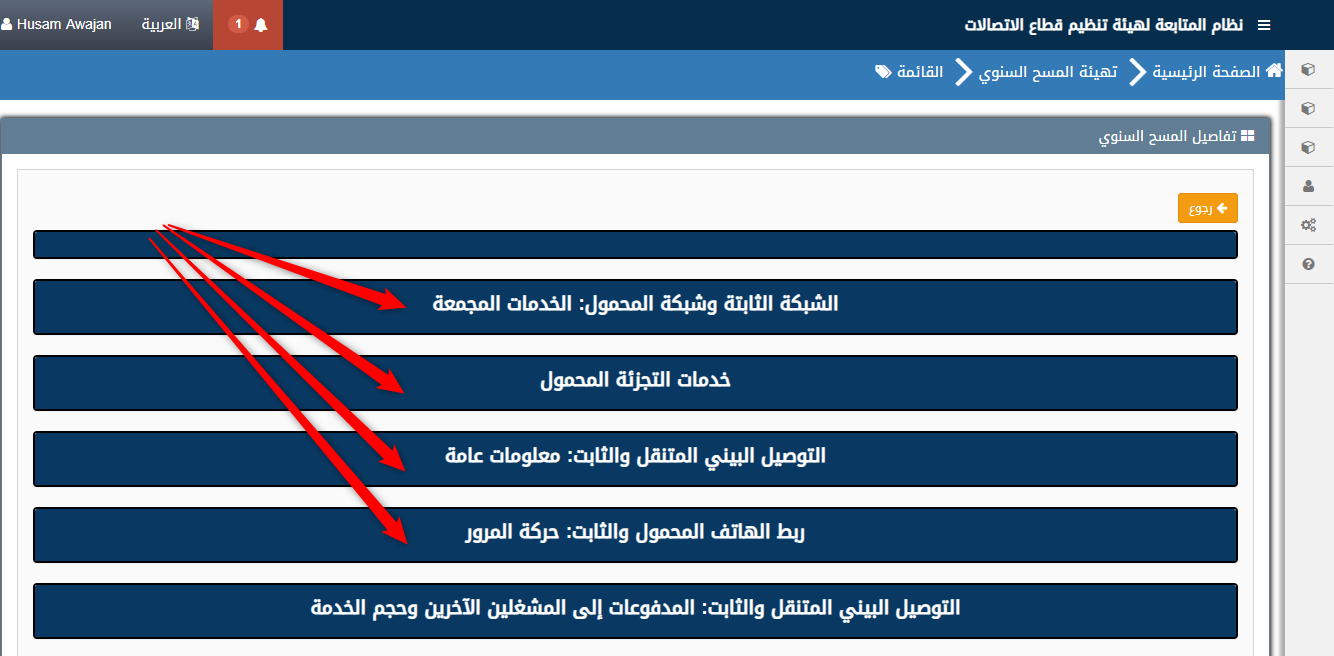 نظام المتابعة لهيئة تنظيم قطاع الاتصالات
1
العربية
Husam Awajan
الصفحة الرئيسية
تهيئة المسح السنوي
القائمة
تفاصيل المسح السنوي
رجوع
الشبكة الثابتة وشبكة المحمول: الخدمات المجمعة
خدمات التجزئة المحمول
التوصيل البيني المتنقل والثابت: معلومات عامة
ربط الهاتف المحمول والثابت: حركة المرور
التوصيل البيني المتنقل والثابت: المدفوعات إلى المشغلين الآخرين وحجم الخدمة